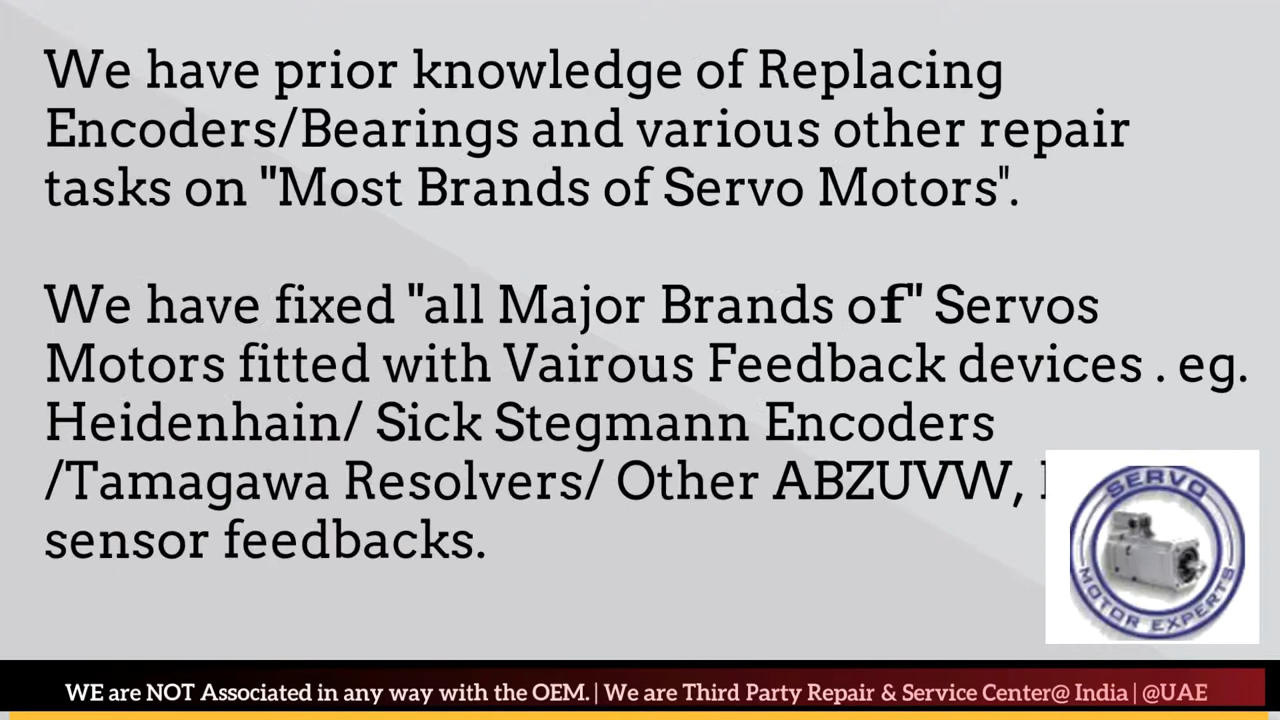 We have prior knowledge of Replacing
Encoders/Bearings and various other repair
tasks on "Most Brands of Servo Motors".
We have fixed "all Major Brands of" Servos
Motors fitted with Vairous Feedback devices . eg.
Heidenhain/ Sick Stegmann Encoders
/Tamagawa Resolvers/ Other ABZUVW,
sensor feedbacks.
SERVO
MOTOR EXPERTS
WE are NOT Associated in any way with the OEM. | We are Third Party Repair & Service Center@ India | @UAE